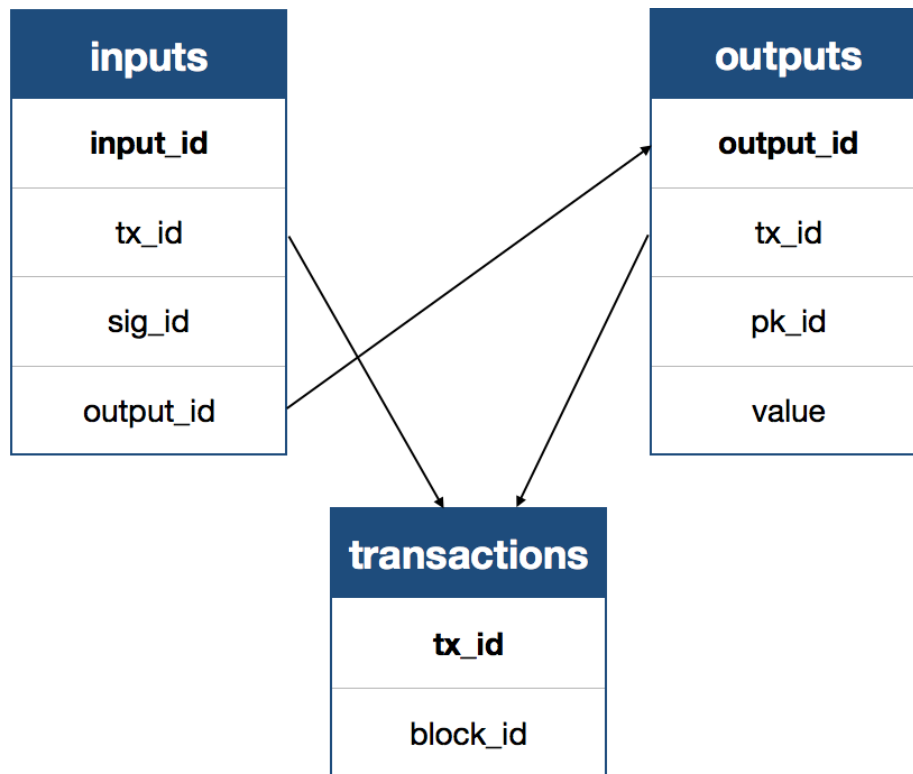 inputs
input_id
tx_id
sig_id
output_id
outputs
output_id
tx_id
pk_id
value
transactions
tx_id
block_id